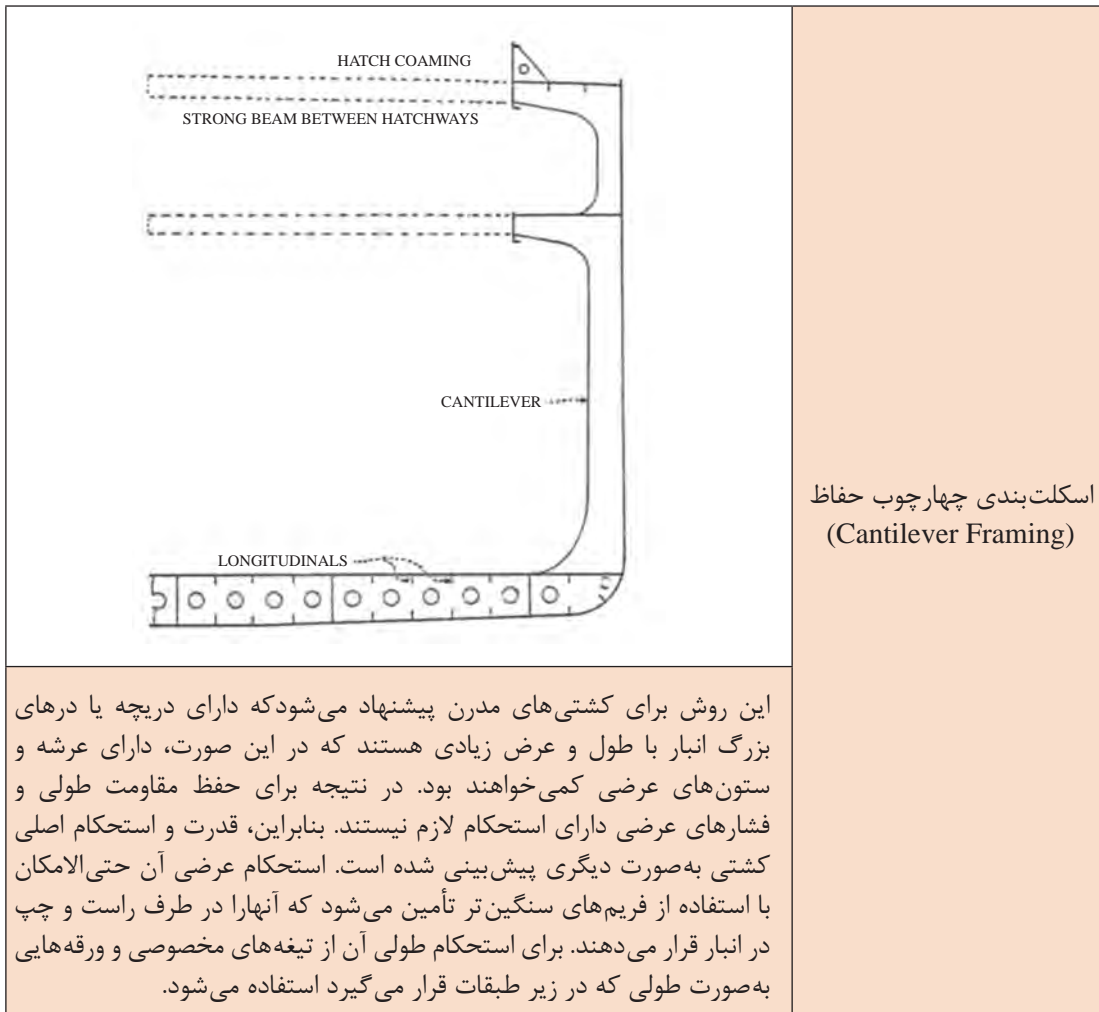 HATCH COAMING
STRONG BEAM BETWEEN HATCHWAYS
CANTILEVER
LONGITUDINALS
اسکلت‌بندی چهارچوب حفاظ
(Cantilever Framing)
این روش برای کشتی‌های مدرن پیشنهاد می‌شودکه دارای دریچه یا درهای
بزرگ انبار با طول و عرض زیادی هستند که در این صورت، دارای عرشه و
ستون‌های عرضی کمی‌خواهند بود. در نتیجه برای حفظ مقاومت طولی و
فشارهای عرضی دارای استحکام لازم نیستند. بنابراین، قدرت و استحکام اصلی
کشتی به‌صورت دیگری پیش‌بینی شده است. استحکام عرضی آن حتی‌الامکان
با استفاده از فریم‌های سنگین‌تر تأمین می‌شود که آنهارا در طرف راست و چپ
در انبار قرار می‌دهند. برای استحکام طولی آن از تیغه‌های مخصوصی و ورقه‌هایی
به‌صورت طولی که در زیر طبقات قرار می‌گیرد استفاده می‌شود.